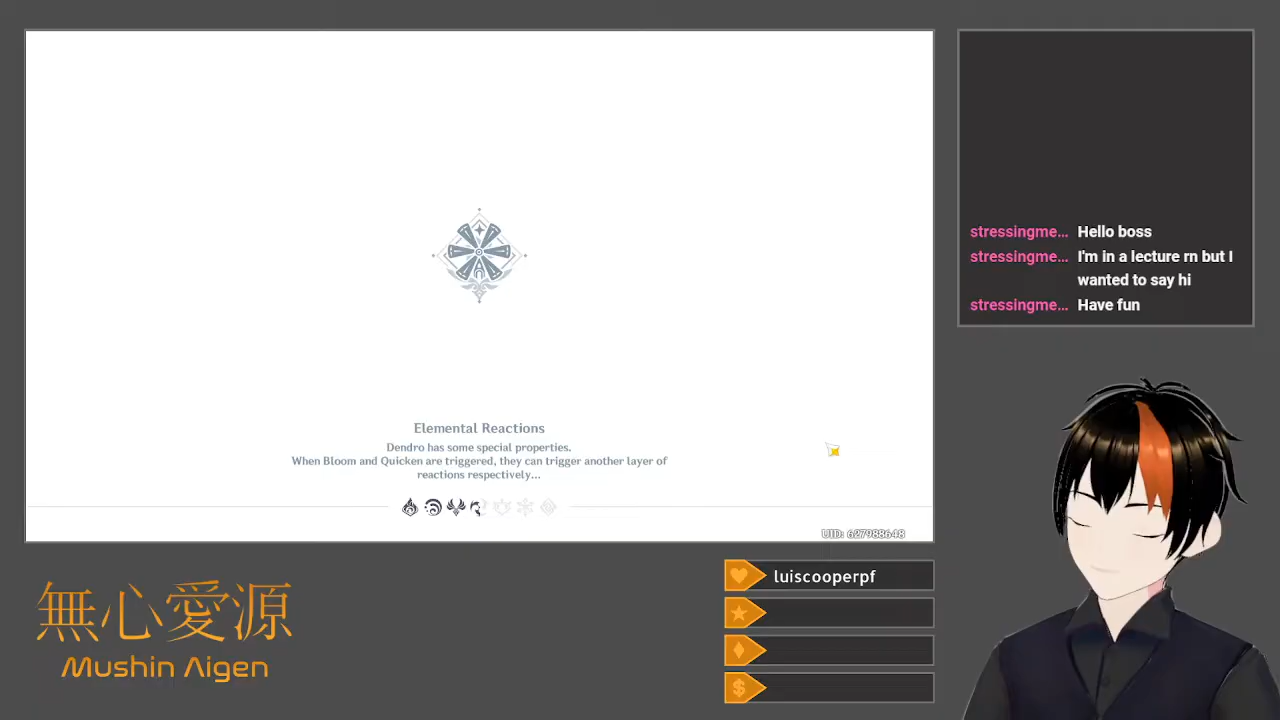 stressingme... Hello boss
stressingme... I'm in a lecture rn but I
wanted to say hi
stressingme... Have fun
Elemental Reactions
Dendro has some special properties.
When Bloom and Quicken are triggered, they can trigger another layer of
reactions respectively...
UID: 627988648
luiscooperpf
無心愛源
Mushin Aigen